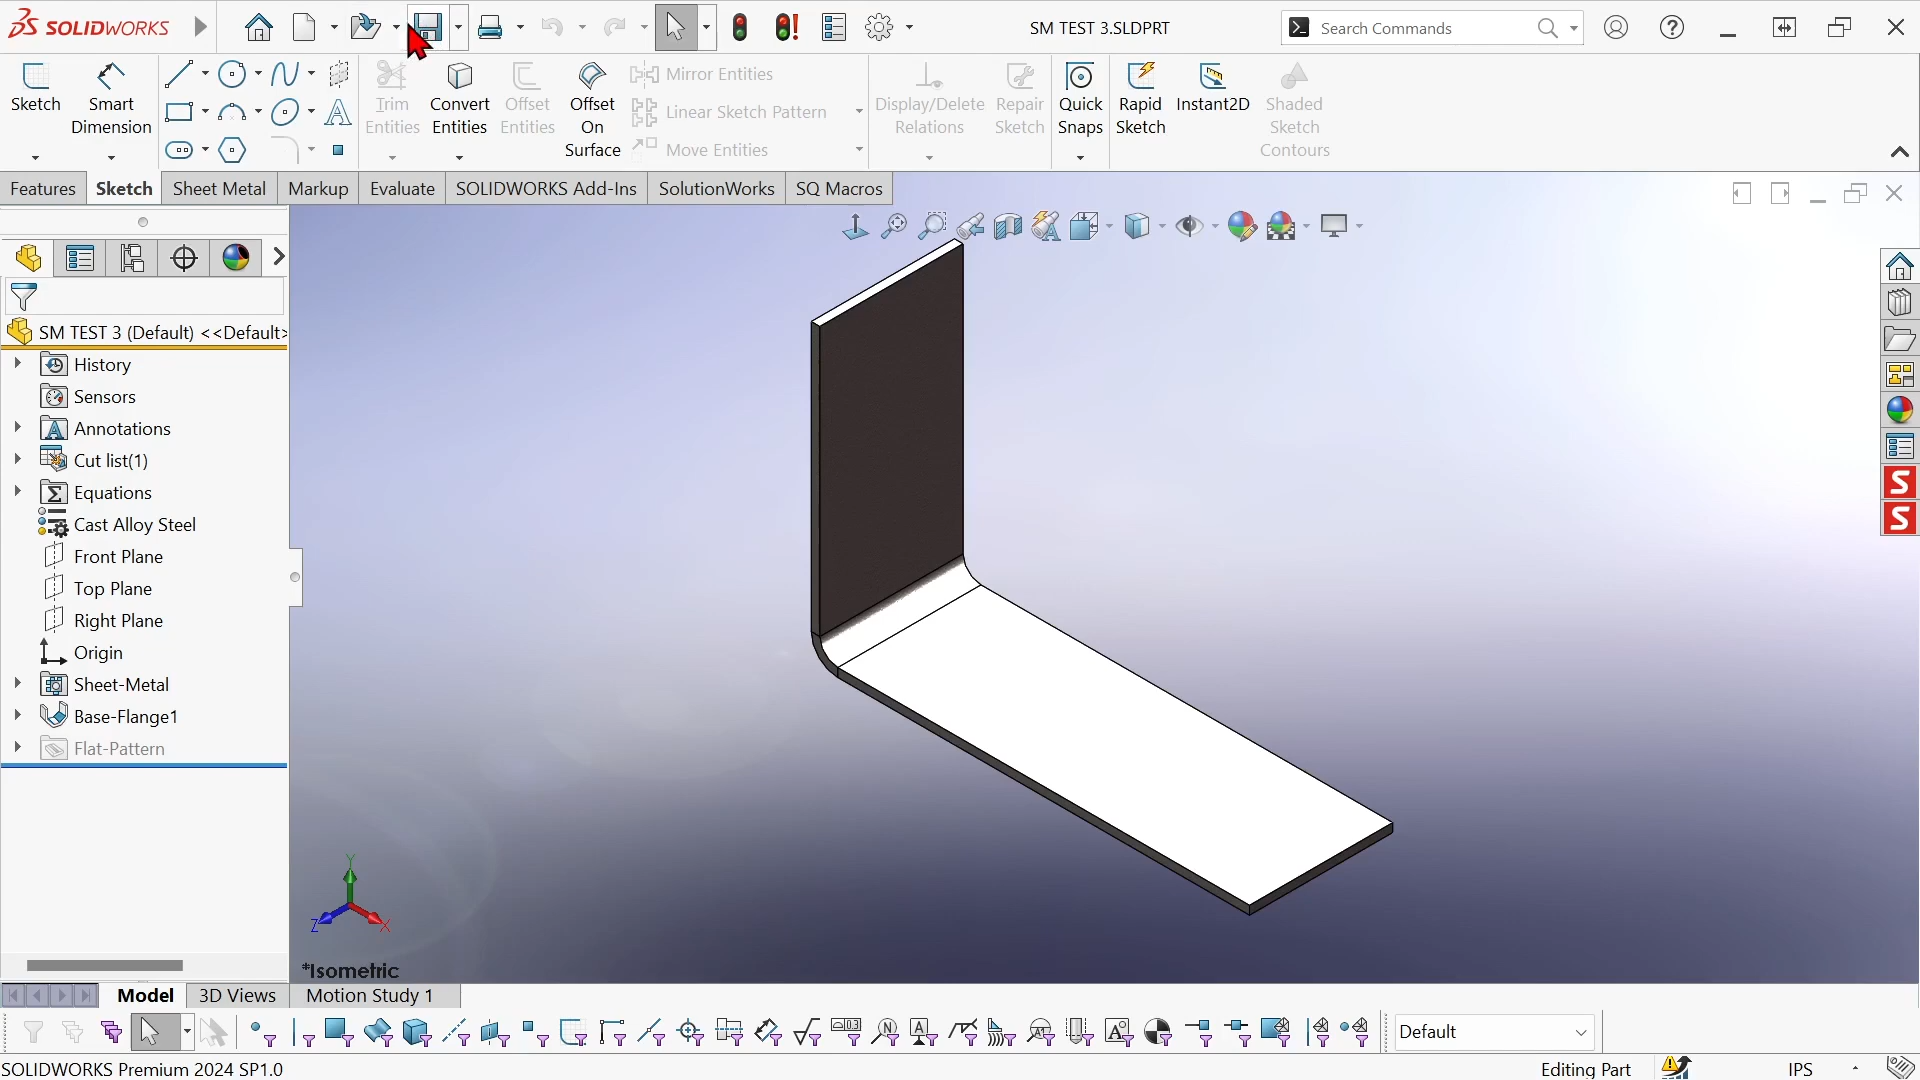 SOLIDWORKS
SM TEST 3.SLDPRT
Search Commands
Sketch
Smart Dimension
Trim Entities
Convert Entities
Offset Entities
Offset On Surface
Mirror Entities
Linear Sketch Pattern
Move Entities
Display/Delete Relations
Repair Sketch
Quick Snaps
Rapid Sketch
Instant2D
Shaded Sketch Contours
Features
Sketch
Sheet Metal
Markup
Evaluate
SOLIDWORKS Add-Ins
SolutionWorks
SQ Macros
SM TEST 3 (Default) <<Default>
History
Sensors
Annotations
Cut list(1)
Equations
Cast Alloy Steel
Front Plane
Top Plane
Right Plane
Origin
Sheet-Metal
Base-Flange1
Flat-Pattern
Y
Z
X
*Isometric
Model
3D Views
Motion Study 1
Default
SOLIDWORKS Premium 2024 SP1.0
Editing Part
IPS